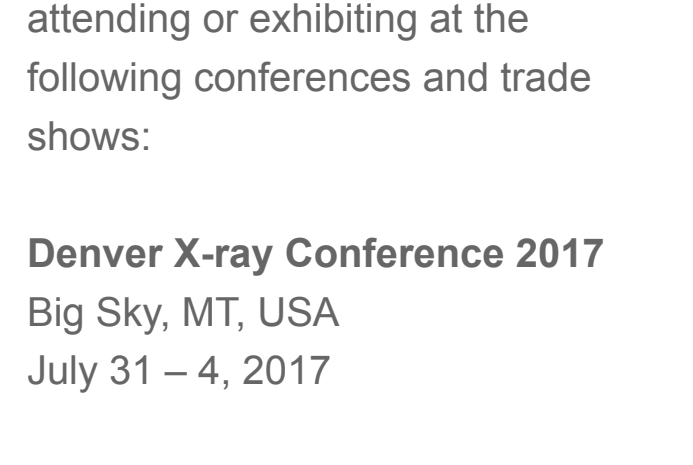 attending or exhibiting at the
following conferences and trade
shows:
Denver X-ray Conference 2017
Big Sky, MT, USA
July 31 – 4, 2017